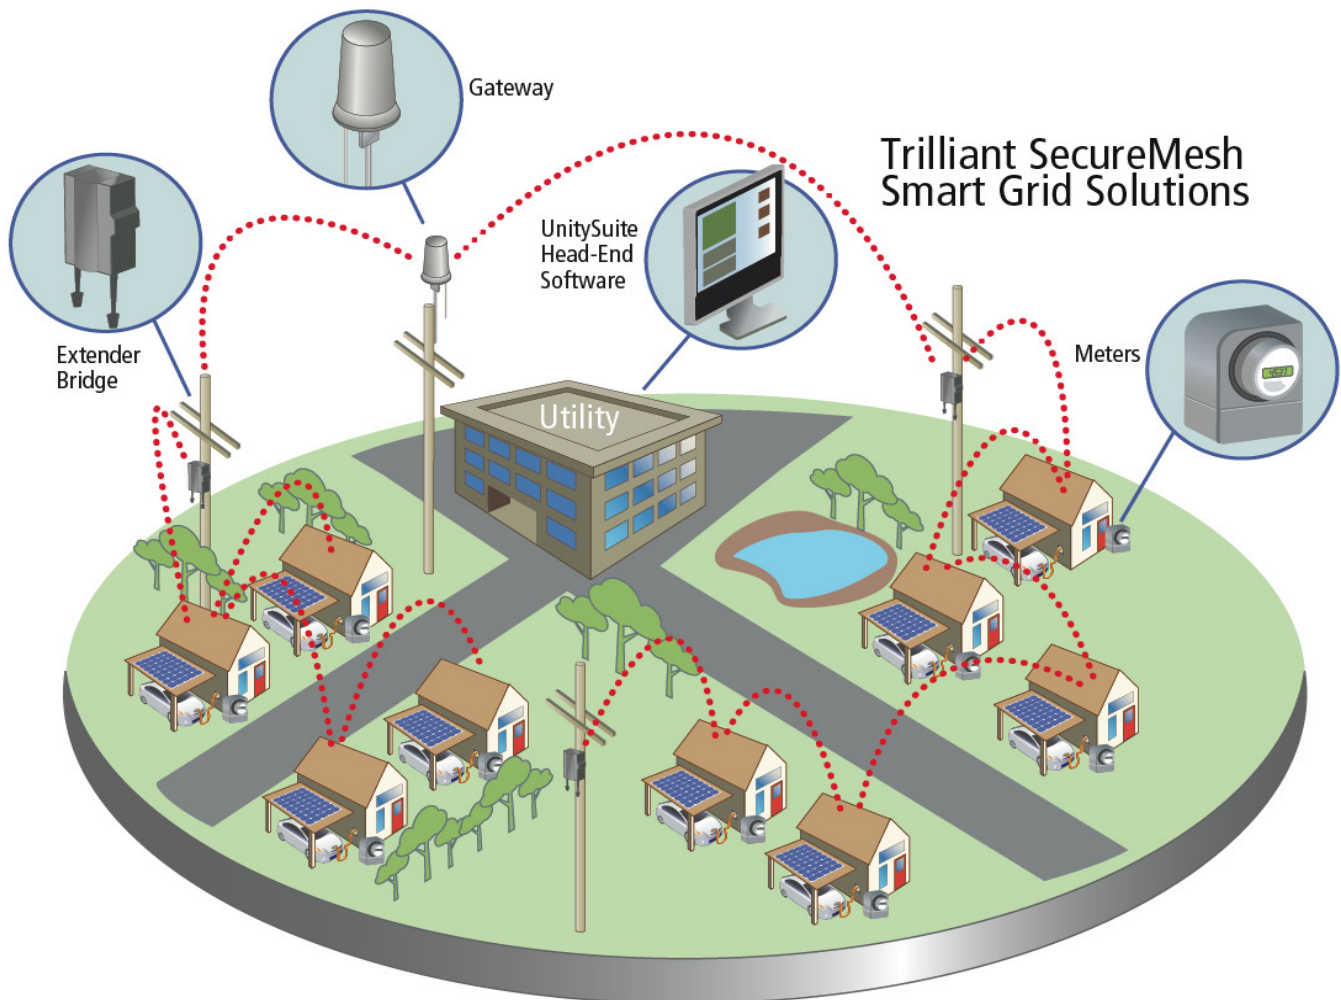 Gateway
Trilliant SecureMesh
Smart Grid Solutions
UnitySuite
Head-End
Software
Extender
Bridge
Meters
Utility